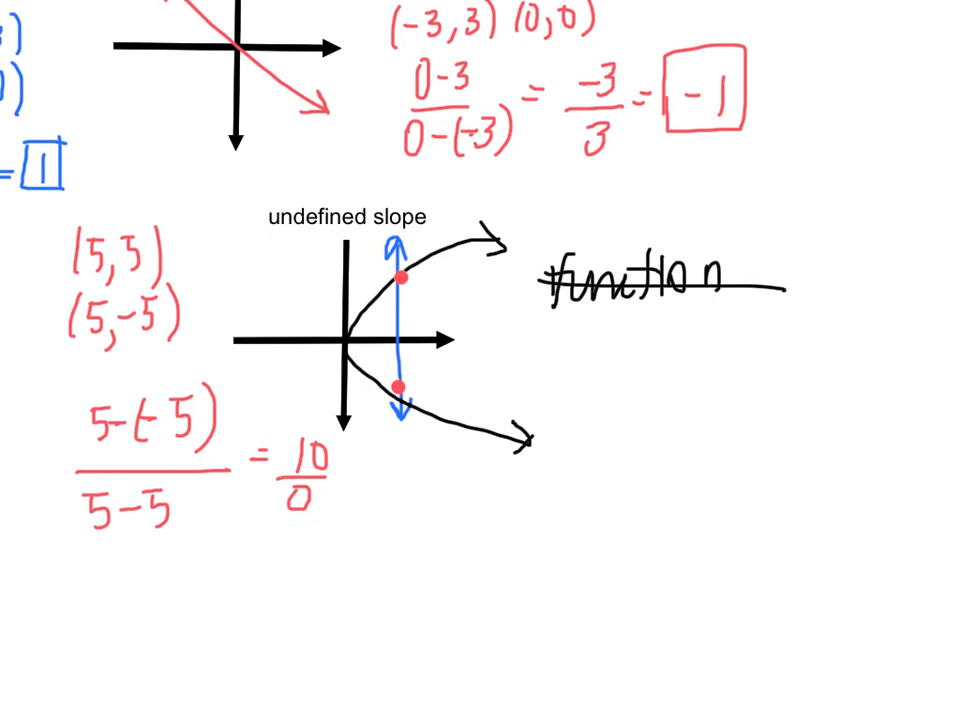 (-3,3) (0,0)
0-3 / 0-(-3) = -3/3 = -1
)
)
= 1
undefined slope
(5,5)
(5,-5)
function
5-(-5) / 5-5 = 10/0